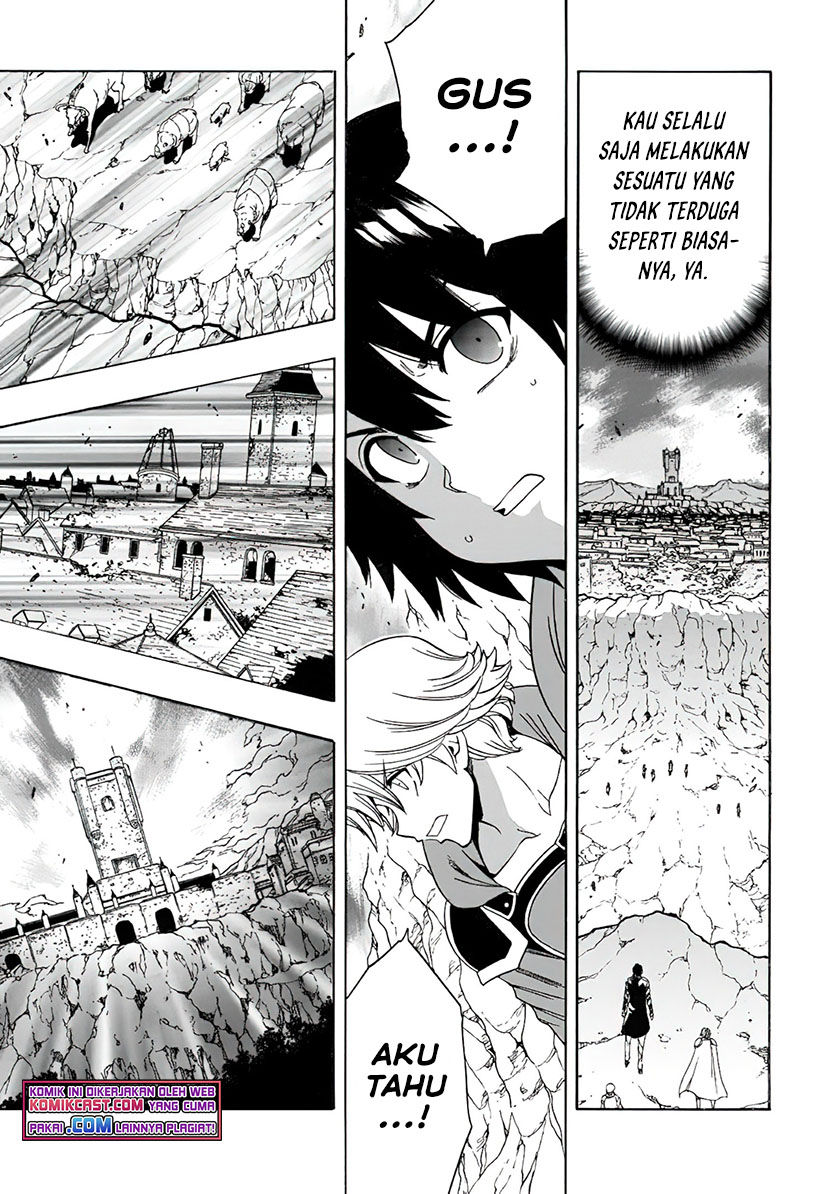 KAU SELALU
SAJA MELAKUKAN
SESUATU YANG
TIDAK TERDUGA
SEPERTI BIASA-
NYA, YA.
GUS
...!
AKU
TAHU
...!
KOMIK INI DIKERJAKAN OLEH WEB
KOMIKCAST.COM YANG CUMA
PAKAI .COM LAINNYA PLAGIAT!